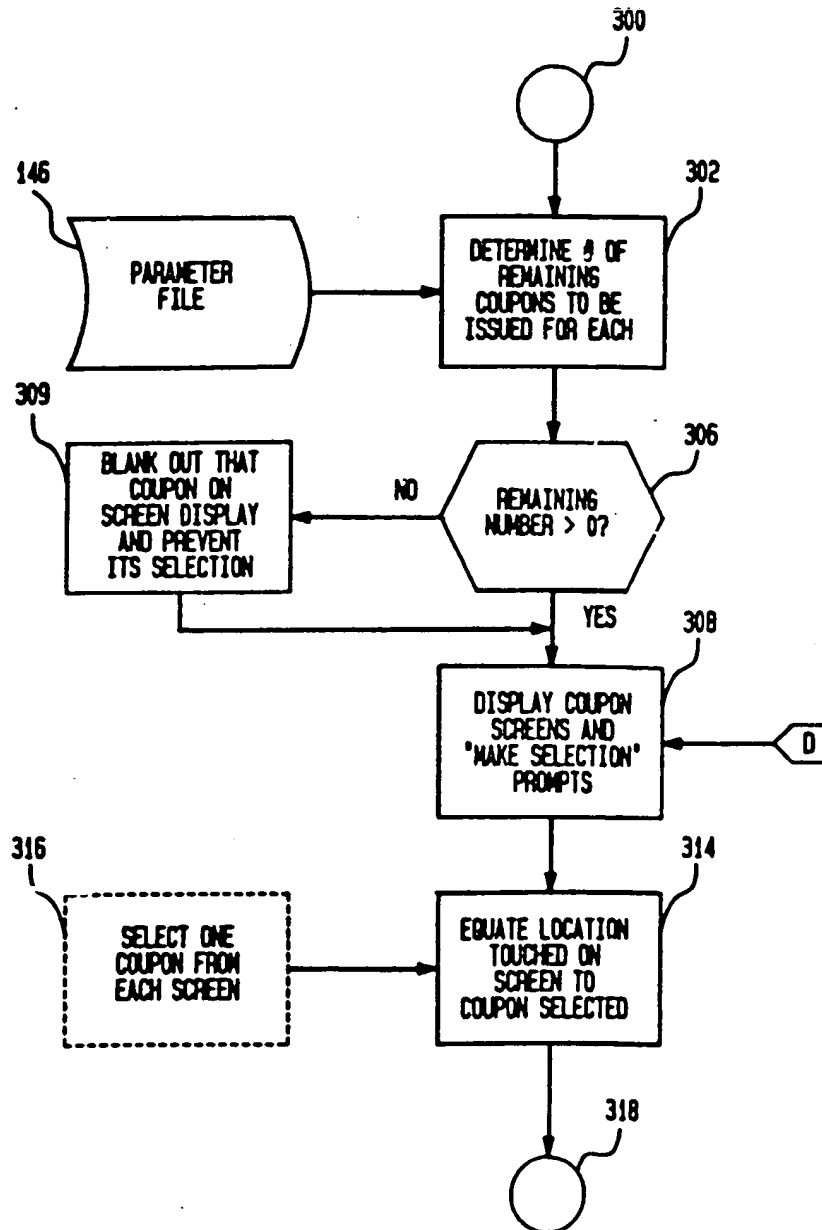 300
146
302
PARAMETER
FILE
DETERMINE # OF
REMAINING
COUPONS TO BE
ISSUED FOR EACH
309
306
BLANK OUT THAT
COUPON ON
SCREEN DISPLAY
AND PREVENT
ITS SELECTION
NO
REMAINING
NUMBER > 0?
YES
308
DISPLAY COUPON
SCREENS AND
"MAKE SELECTION"
PROMPTS
D
316
314
SELECT ONE
COUPON FROM
EACH SCREEN
EQUATE LOCATION
TOUCHED ON
SCREEN TO
COUPON SELECTED
318